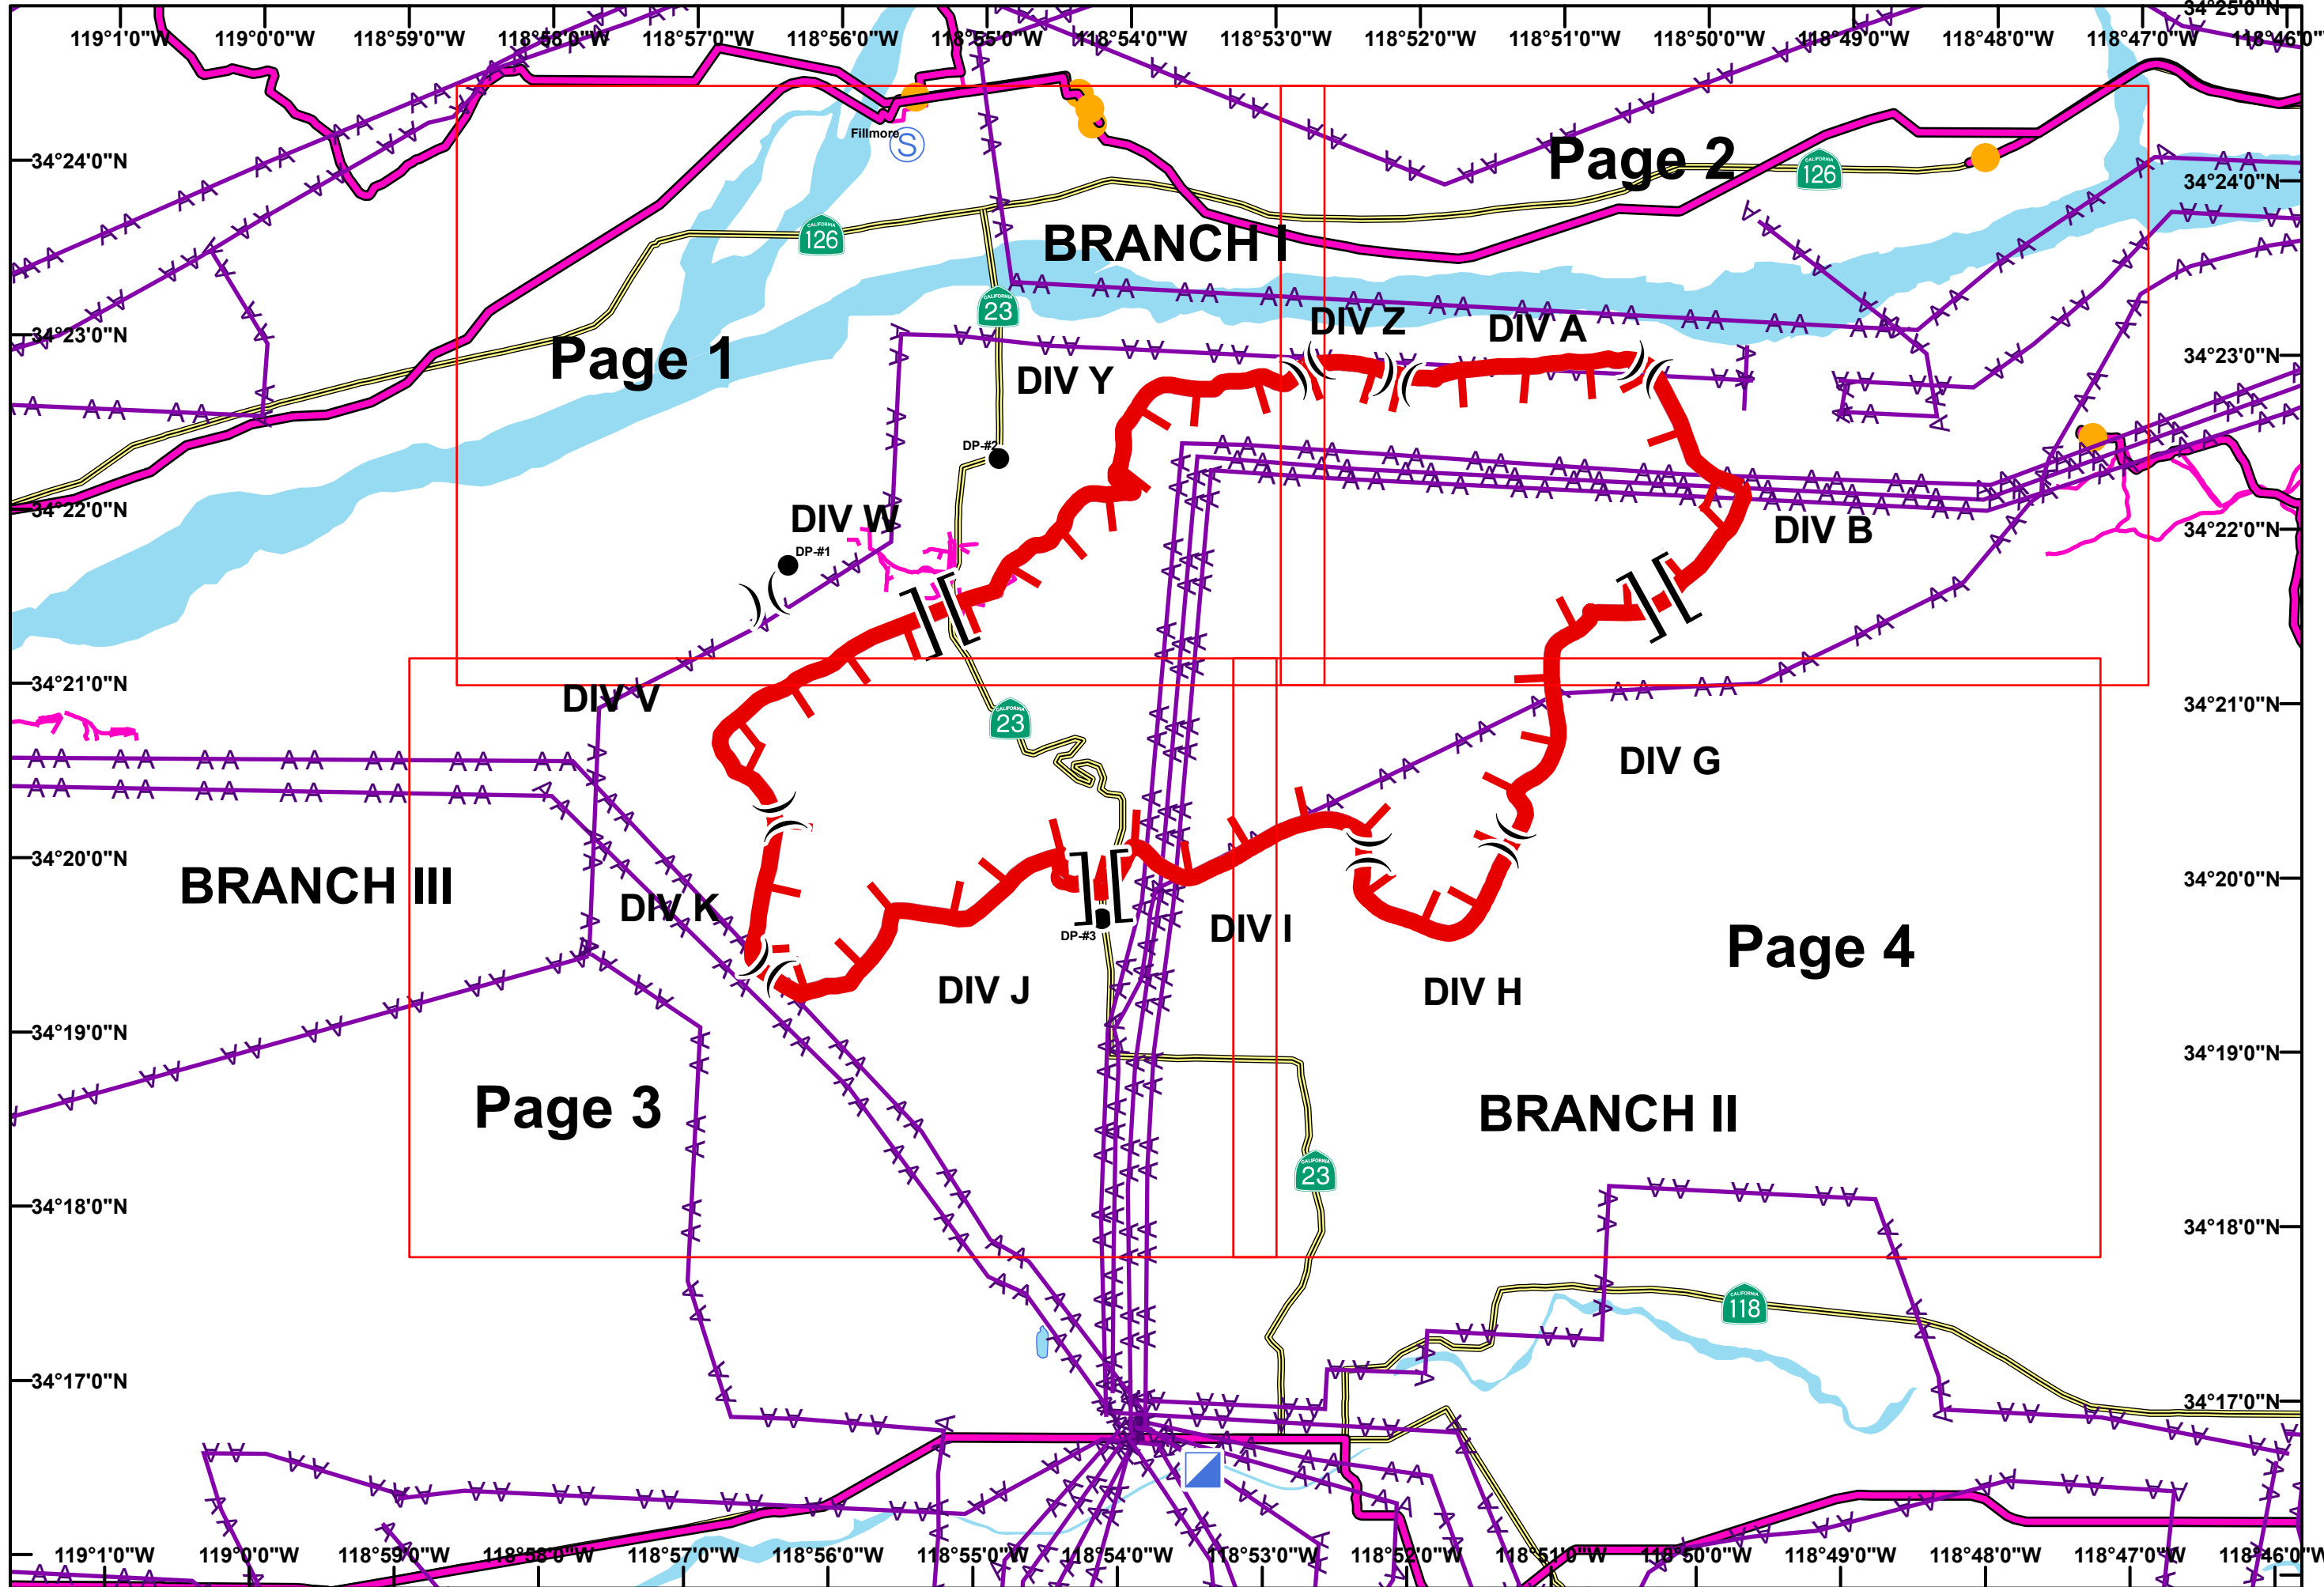 34°25'0"N
119°1'0"W 119°0'0"W 118°59'0"W 118°58'0"W 118°57'0"W 118°56'0"W 118°55'0"W 118°54'0"W 118°53'0"W 118°52'0"W 118°51'0"W 118°50'0"W 118°49'0"W 118°48'0"W 118°47'0"W 118°46'0"W
Fillmore
S
34°24'0"N
Page 2
CALIFORNIA
126
34°24'0"N
CALIFORNIA
126
BRANCH I
CALIFORNIA
23
DIV Z
DIV A
34°23'0"N
Page 1
34°23'0"N
DIV Y
DP-#2
34°22'0"N
DIV W
DIV B
34°22'0"N
DP-#1
34°21'0"N
DIV V
34°21'0"N
CALIFORNIA
23
DIV G
34°20'0"N
BRANCH III
34°20'0"N
DIV K
DP-#3
DIV I
Page 4
DIV J
DIV H
34°19'0"N
34°19'0"N
Page 3
BRANCH II
CALIFORNIA
23
34°18'0"N
34°18'0"N
CALIFORNIA
118
34°17'0"N
34°17'0"N
119°1'0"W 119°0'0"W 118°59'0"W 118°58'0"W 118°57'0"W 118°56'0"W 118°55'0"W 118°54'0"W 118°53'0"W 118°52'0"W 118°51'0"W 118°50'0"W 118°49'0"W 118°48'0"W 118°47'0"W 118°46'0"W